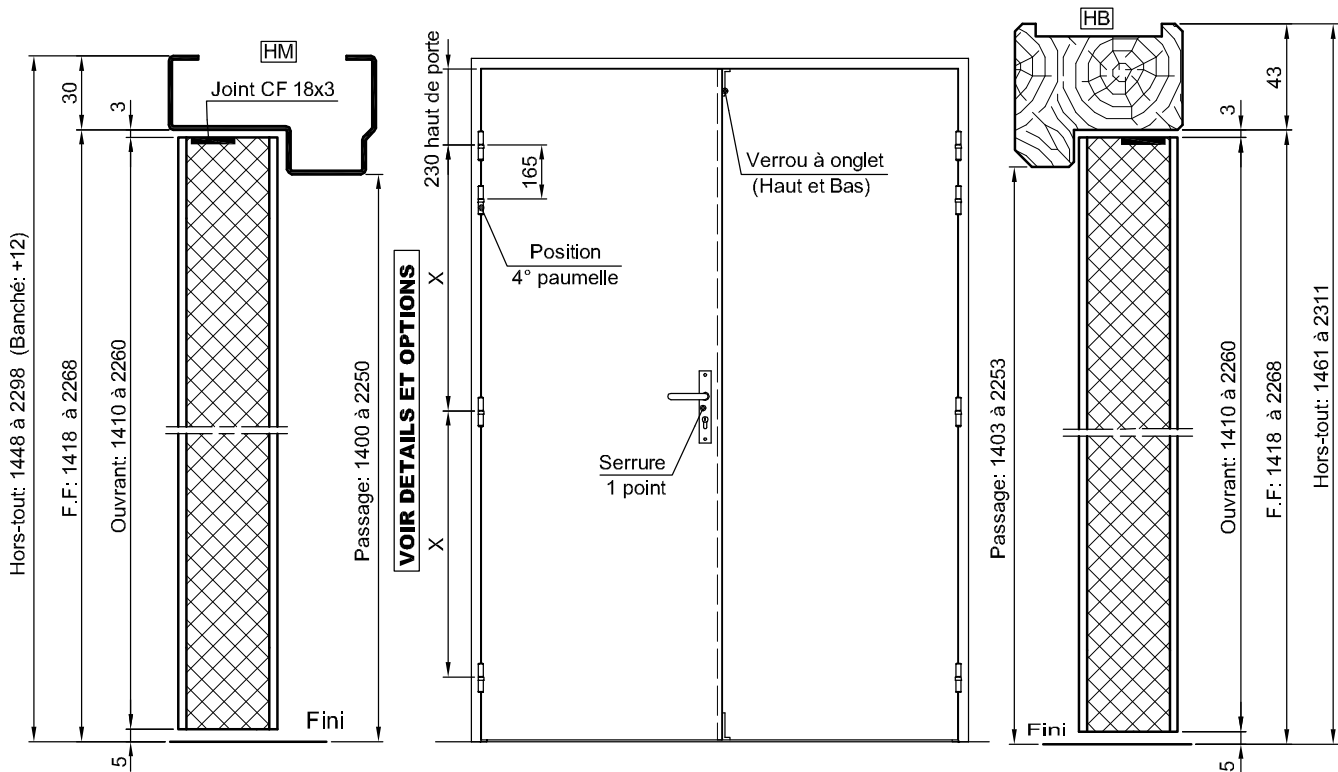 HM
Joint CF 18x3
30
3
Hors-tout: 1448 à 2298 (Banché: +12)
F.F: 1418 à 2268
Ouvrant: 1410 à 2260
Passage: 1400 à 2250
Fini
5
VOIR DETAILS ET OPTIONS
230 haut de porte
165
X
X
Position
4° paumelle
Verrou à onglet
(Haut et Bas)
Serrure
1 point
HB
43
3
Passage: 1403 à 2253
Ouvrant: 1410 à 2260
F.F: 1418 à 2268
Hors-tout: 1461 à 2311
Fini
5